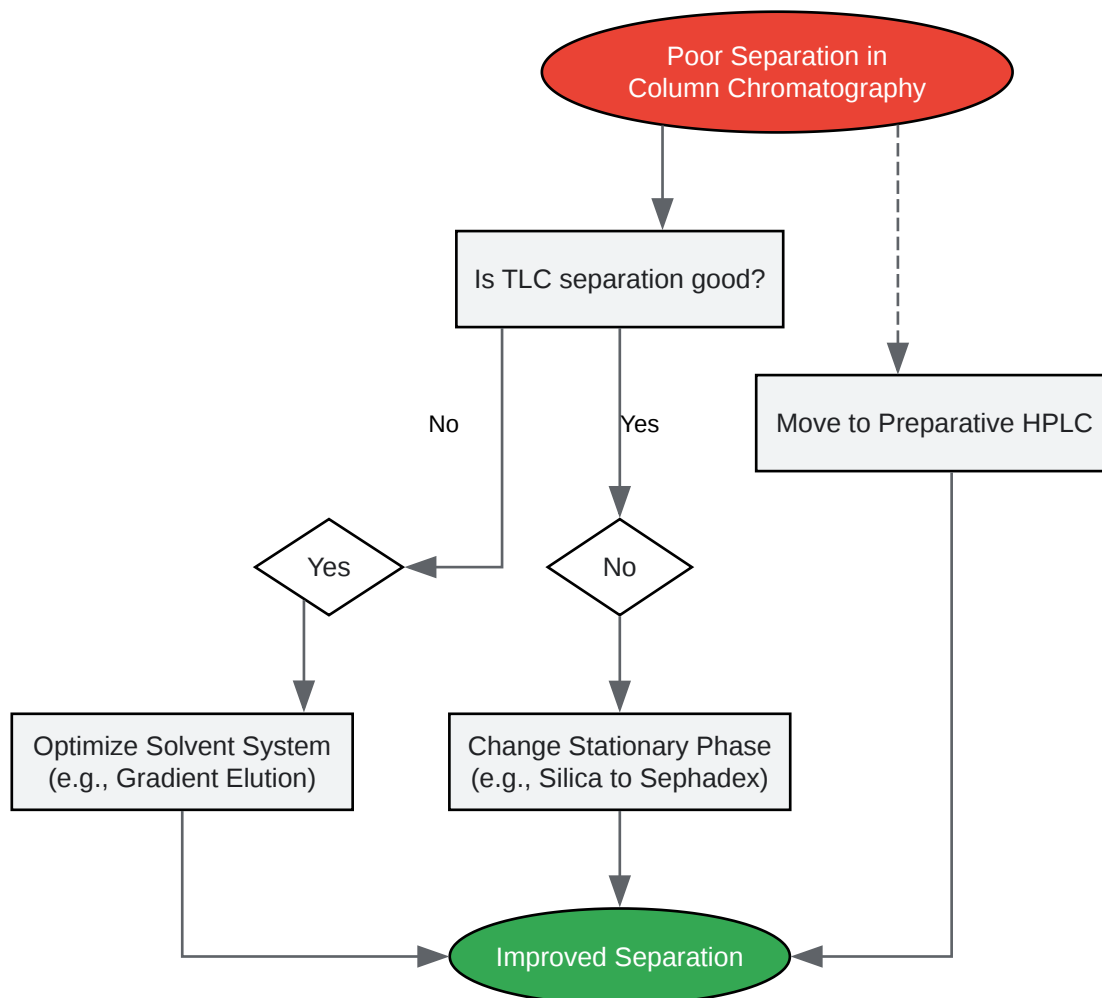 Poor Separation in
Column Chromatography
Is TLC separation good?
Move to Preparative HPLC
No
Yes
Yes
No
Optimize Solvent System
(e.g., Gradient Elution)
Change Stationary Phase
(e.g., Silica to Sephadex)
Improved Separation